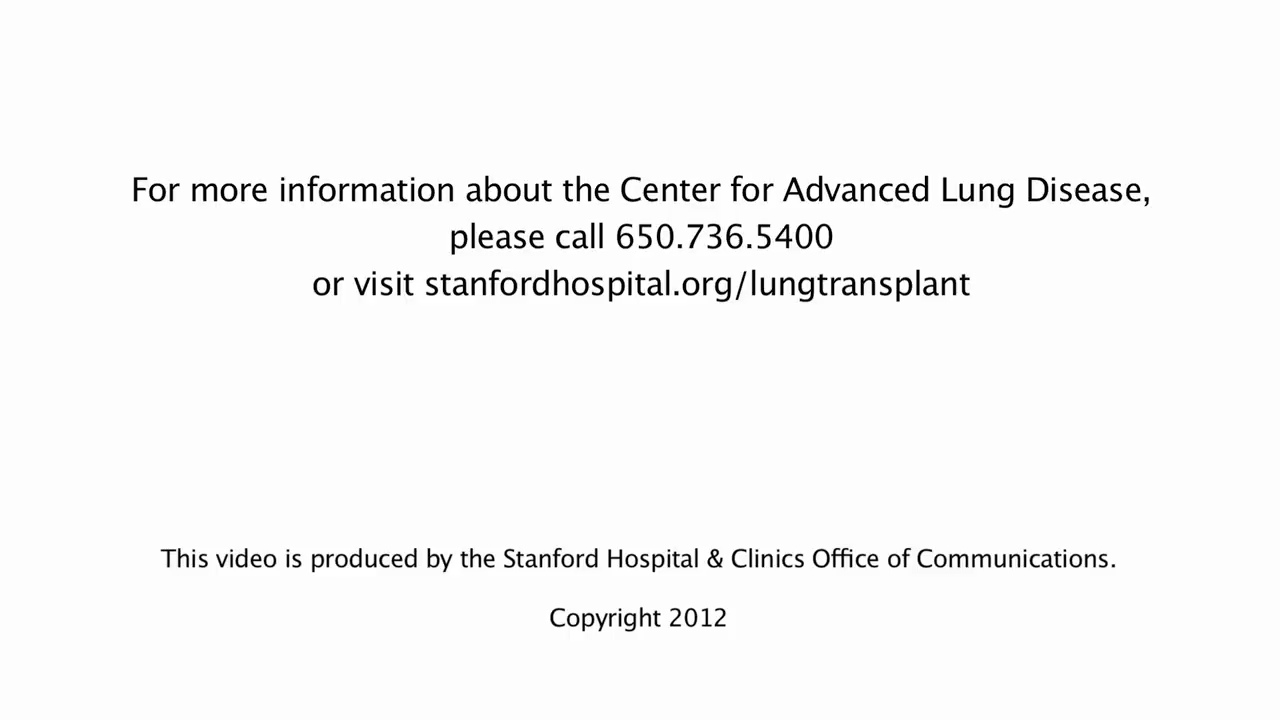 For more information about the Center for Advanced Lung Disease,
please call 650.736.5400
or visit stanfordhospital.org/lungtransplant
This video is produced by the Stanford Hospital & Clinics Office of Communications.
Copyright 2012